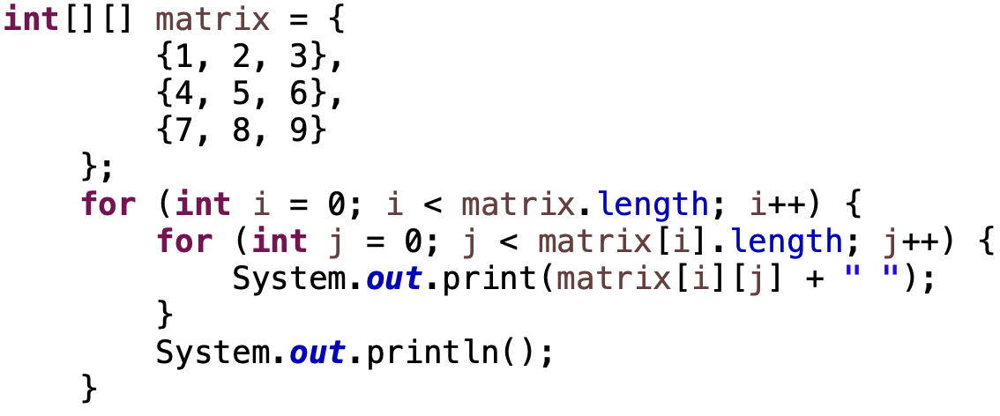 int[][] matrix = {
{1, 2, 3},
{4, 5, 6},
{7, 8, 9}
};
for (int i = 0; i < matrix.length; i++) {
for (int j = 0; j < matrix[i].length; j++) {
System.out.print(matrix[i][j] + " ");
}
System.out.println();
}